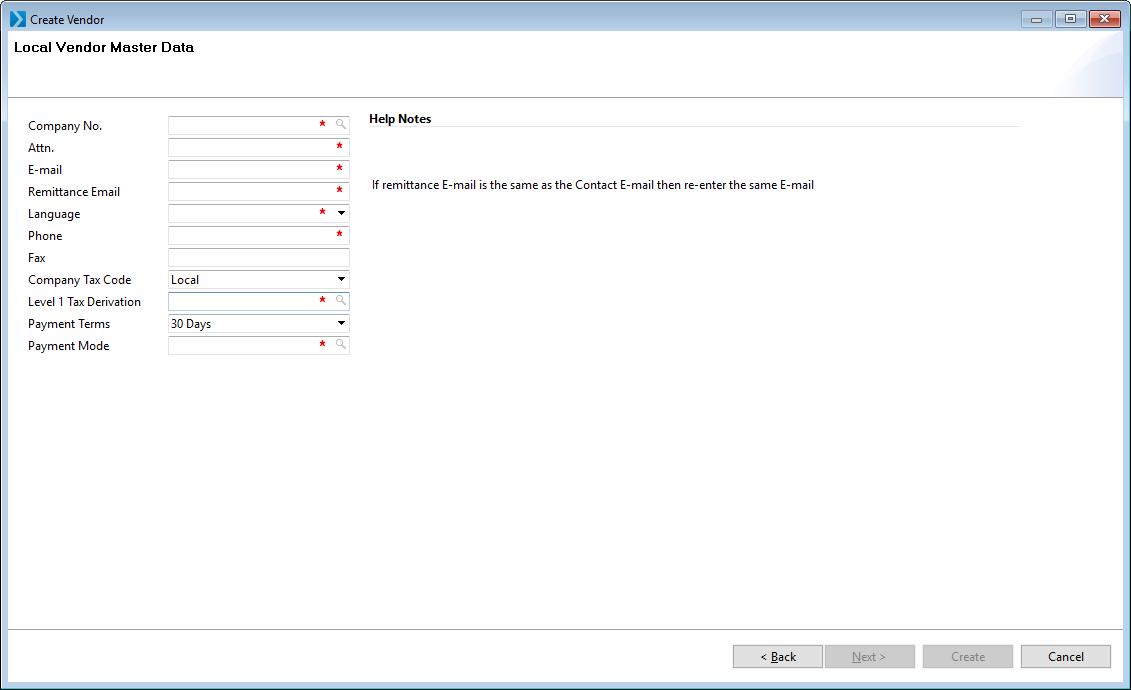 Create Vendor
Local Vendor Master Data
Company No. *
Help Notes
Attn. *
E-mail *
If remittance E-mail is the same as the Contact E-mail then re-enter the same E-mail
Remittance Email *
Language *
Phone *
Fax
Company Tax Code Local
Level 1 Tax Derivation *
Payment Terms 30 Days
Payment Mode *
< Back Next > Create Cancel